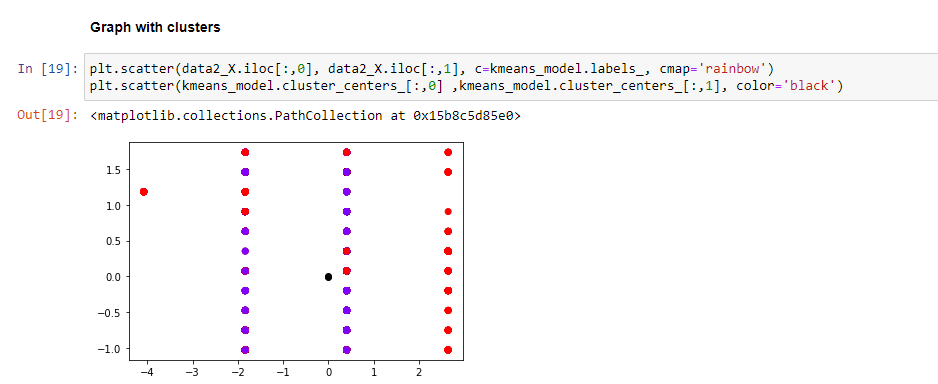 Graph with clusters
In [19]: plt.scatter(data2_X.iloc[:,0], data2_X.iloc[:,1], c=kmeans_model.labels_, cmap='rainbow')
plt.scatter(kmeans_model.cluster_centers_[:,0] ,kmeans_model.cluster_centers_[:,1], color='black')
Out[19]: <matplotlib.collections.PathCollection at 0x15b8c5d85e0>
1.5
1.0
0.5
0.0
−0.5
−1.0
−4 −3 −2 −1 0 1 2